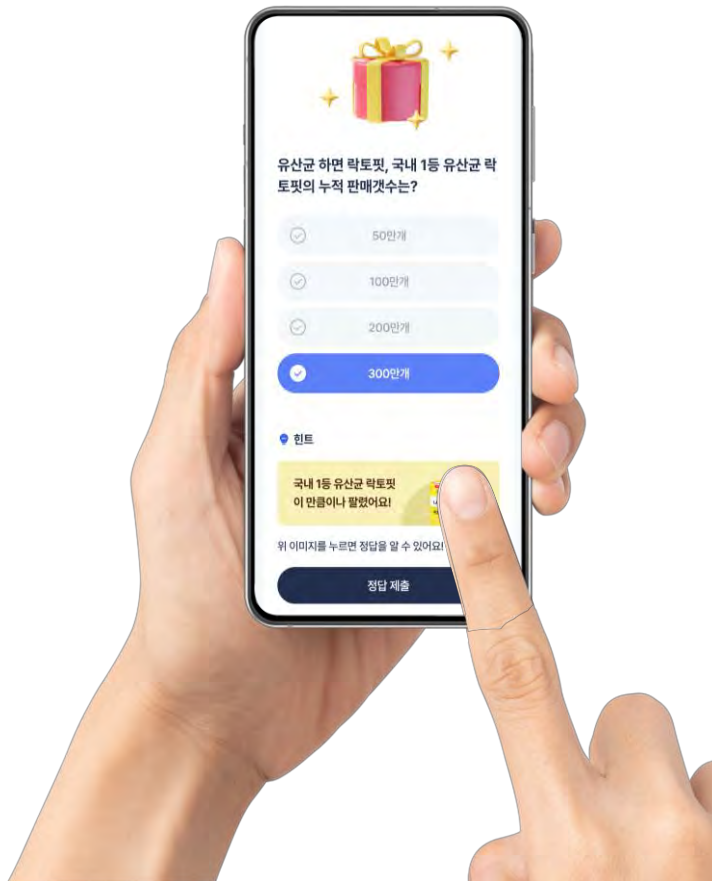 유산균 하면 락토핏, 국내 1등 유산균 락
토핏의 누적 판매갯수는?
50만개
100만개
200만개
300만개
힌트
국내 1등 유산균 락토핏
이 만큼이나 팔렸어요!
위 이미지를 누르면 정답을 알 수 있어요!
정답 제출